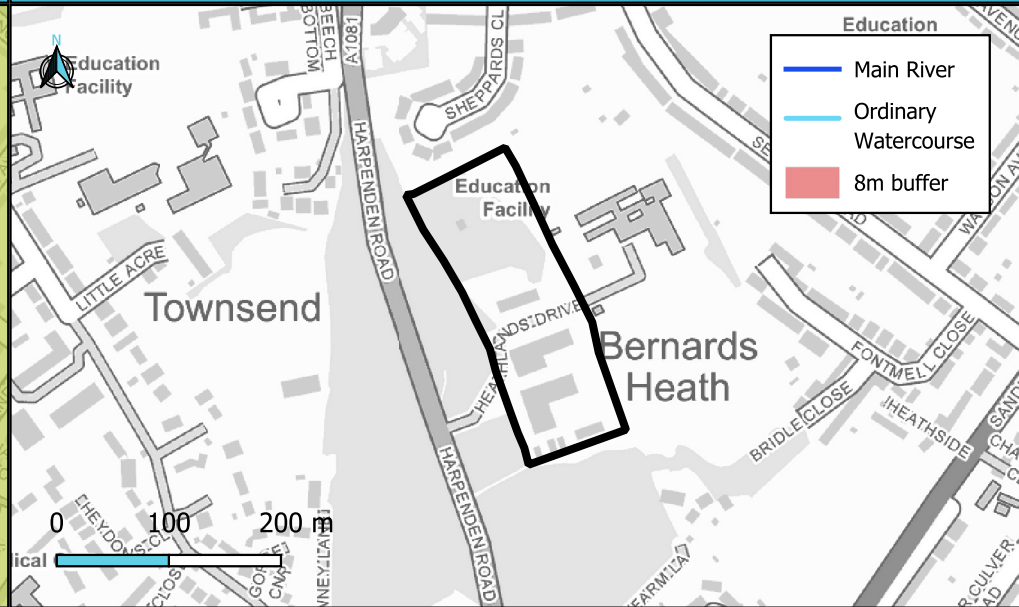 N
Education
Facility
BEECH
BOTTOM
A1081
SHEPPARDS CL
Education
Main River
Ordinary
Watercourse
8m buffer
HARPENDEN ROAD
Education
Facility
LITTLE ACRE
Townsend
HEATHLANDS DRIVE
Bernards
Heath
FONTMELL CLOSE
BRIDLE CLOSE
HEATHSIDE
HARPENDEN ROAD
0 100 200 m